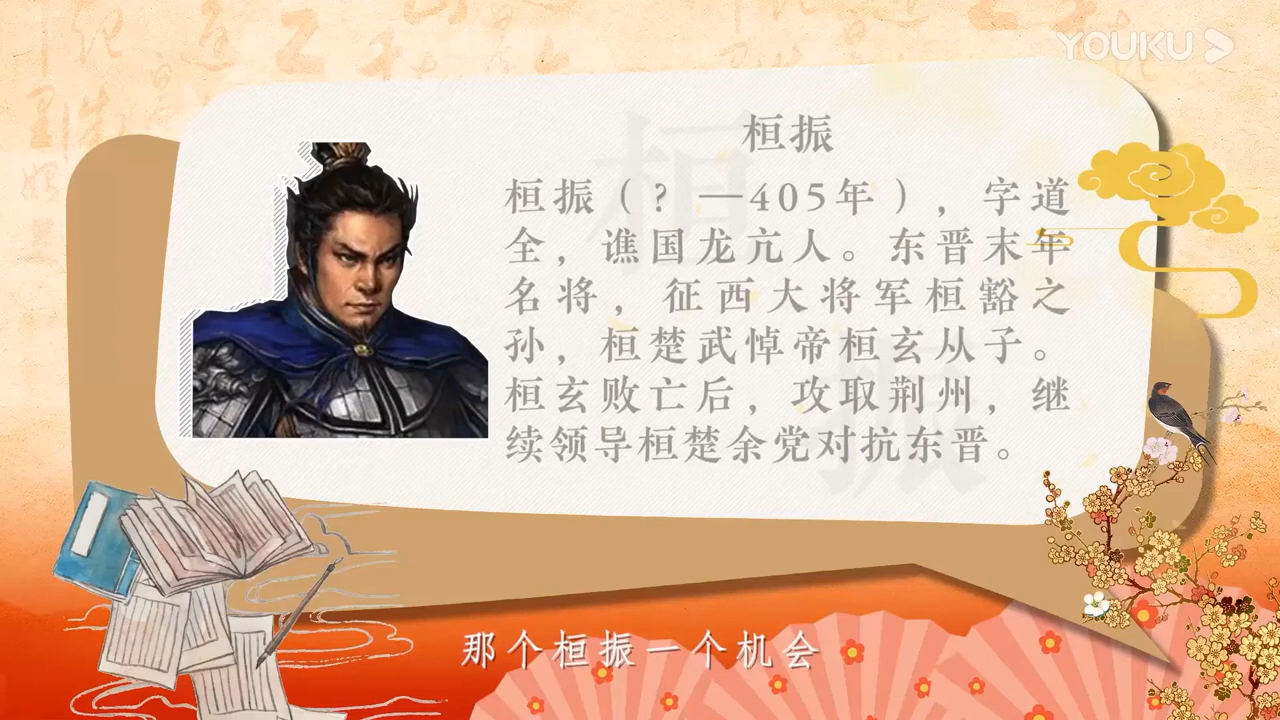 YOUKU
桓振
桓振（？—405年），字道
全，谯国龙亢人。东晋末年
名将，征西大将军桓豁之
孙，桓楚武悼帝桓玄从子。
桓玄败亡后，攻取荆州，继
续领导桓楚余党对抗东晋。
那个桓振一个机会